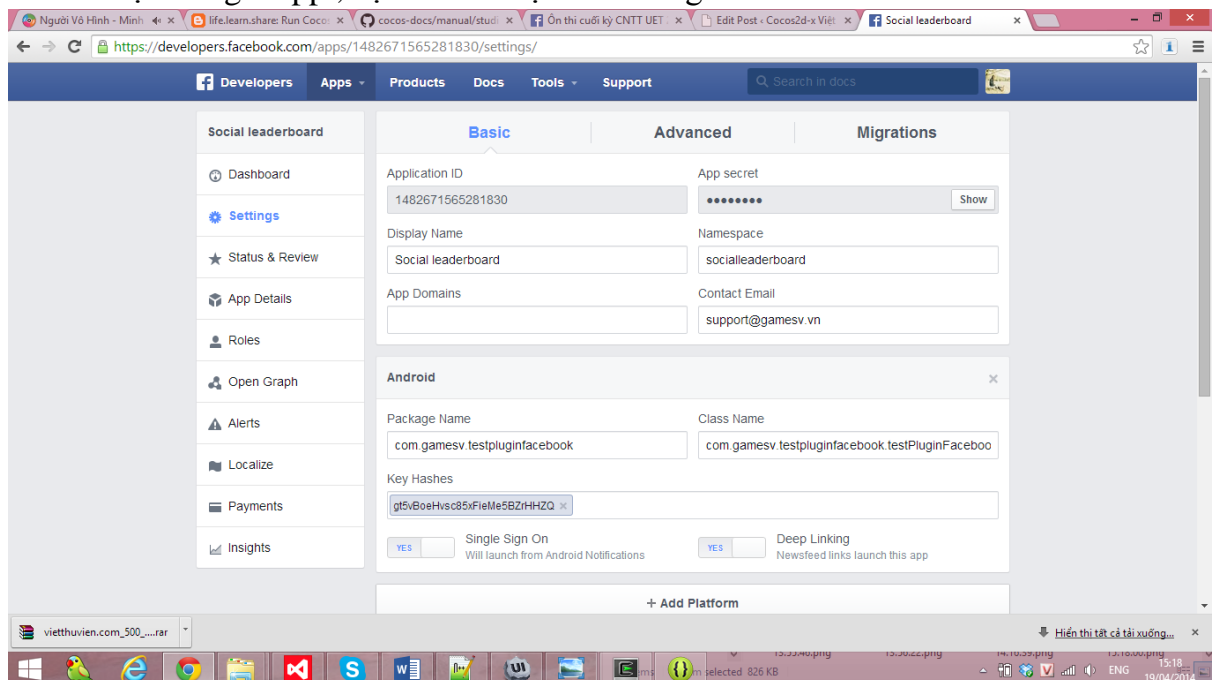 Người Vô Hình - Minh
life.learn.share: Run Coco
cocos-docs/manual/studi
Ôn thi cuối kỳ CNTT UET
Edit Post ‹ Cocos2d-x Việt
Social leaderboard
https://developers.facebook.com/apps/1482671565281830/settings/
Developers Apps Products Docs Tools Support Search in docs
Social leaderboard
Dashboard
Settings
Status & Review
App Details
Roles
Open Graph
Alerts
Localize
Payments
Insights
Basic Advanced Migrations
Application ID App secret
1482671565281830 •••••••• Show
Display Name Namespace
Social leaderboard socialleaderboard
App Domains Contact Email
support@gamesv.vn
Android
Package Name Class Name
com.gamesv.testpluginfacebook com.gamesv.testpluginfacebook.testPluginFaceboo
Key Hashes
gt5vBoeHvsc85xFieMe5BZrHHZQ
YES Single Sign On YES Deep Linking
Will launch from Android Notifications Newsfeed links launch this app
+ Add Platform
vietthuvien.com_500_....rar Hiển thị tất cả tải xuống...
selected 826 KB
ENG 15:18
19/04/2014